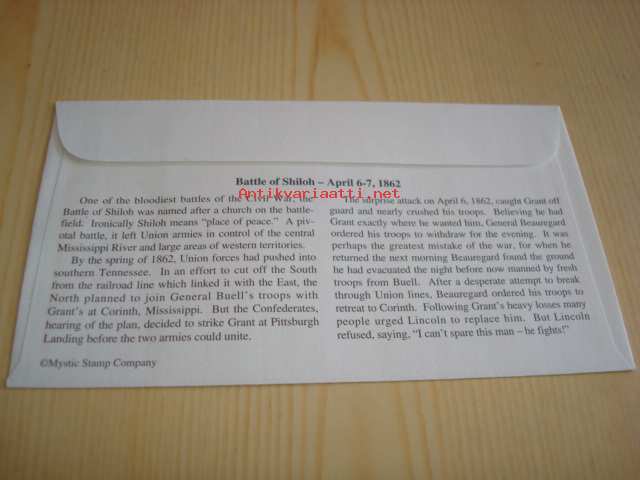 Battle of Shiloh – April 6-7, 1862
Antikvariaatti.net
One of the bloodiest battles of the Civil War, the
Battle of Shiloh was named after a church on the battle-
field. Ironically Shiloh means "place of peace." A piv-
otal battle, it left Union armies in control of the central
Mississippi River and large areas of western territories.
By the spring of 1862, Union forces had pushed into
southern Tennessee. In an effort to cut off the South
from the railroad line which linked it with the East, the
North planned to join General Buell's troops with
Grant's at Corinth, Mississippi. But the Confederates,
hearing of the plan, decided to strike Grant at Pittsburgh
Landing before the two armies could unite.
The surprise attack on April 6, 1862, caught Grant off
guard and nearly crushed his troops. Believing he had
Grant exactly where he wanted him, General Beauregard
ordered his troops to withdraw for the evening. It was
perhaps the greatest mistake of the war, for when he
returned the next morning Beauregard found the ground
he had evacuated the night before now manned by fresh
troops from Buell. After a desperate attempt to break
through Union lines, Beauregard ordered his troops to
retreat to Corinth. Following Grant's heavy losses many
people urged Lincoln to replace him. But Lincoln
refused, saying, "I can't spare this man – he fights!"
©Mystic Stamp Company